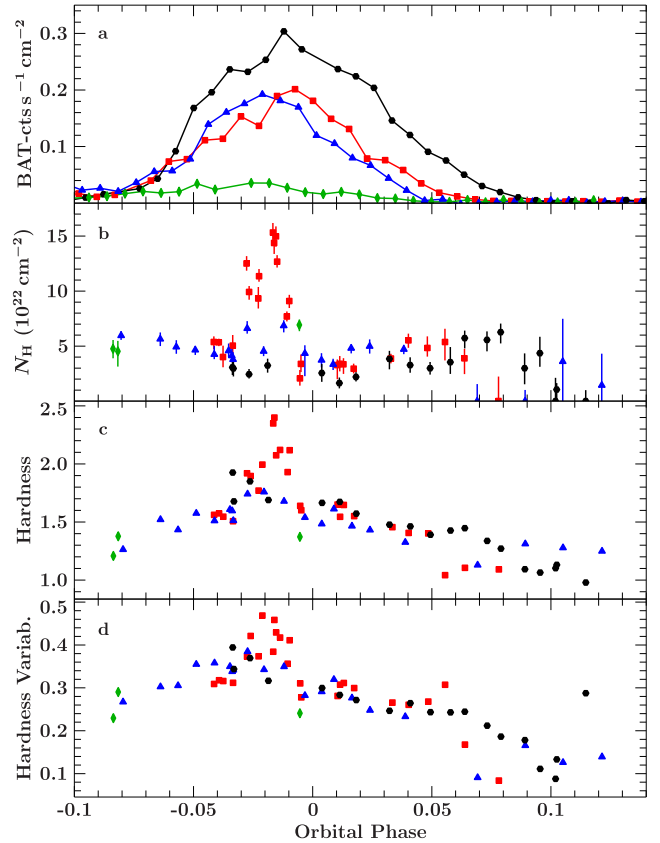 0.3
0.2
0.1
BAT-cts s⁻¹ cm⁻²
a
15
10
5
N_H (10²² cm⁻²)
b
2.5
2.0
1.5
1.0
Hardness
c
0.5
0.4
0.3
0.2
0.1
Hardness Variab.
d
-0.1 -0.05 0 0.05 0.1
Orbital Phase